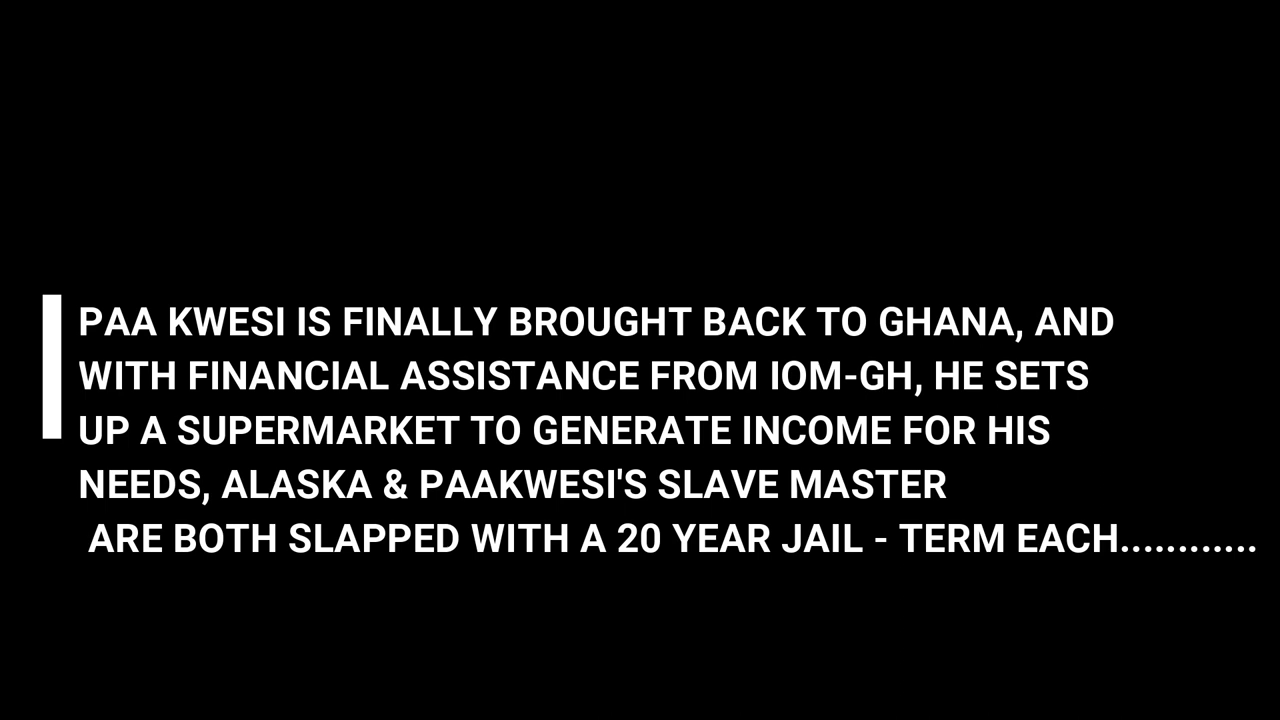 PAA KWESI IS FINALLY BROUGHT BACK TO GHANA, AND
WITH FINANCIAL ASSISTANCE FROM IOM-GH, HE SETS
UP A SUPERMARKET TO GENERATE INCOME FOR HIS
NEEDS, ALASKA & PAAKWESI'S SLAVE MASTER
ARE BOTH SLAPPED WITH A 20 YEAR JAIL - TERM EACH............